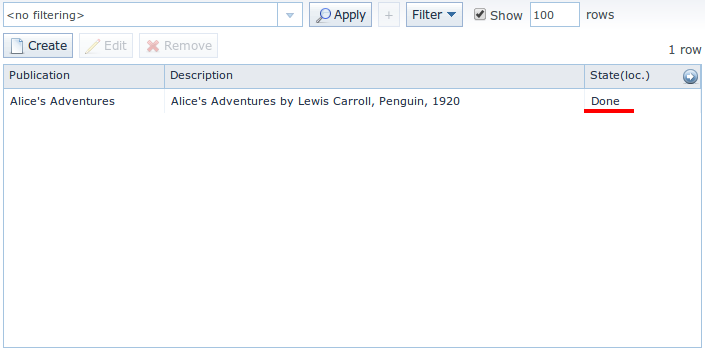 <no filtering> Apply + Filter Show 100 rows
Create Edit Remove 1 row
Publication Description State(loc.)
Alice's Adventures Alice's Adventures by Lewis Carroll, Penguin, 1920 Done